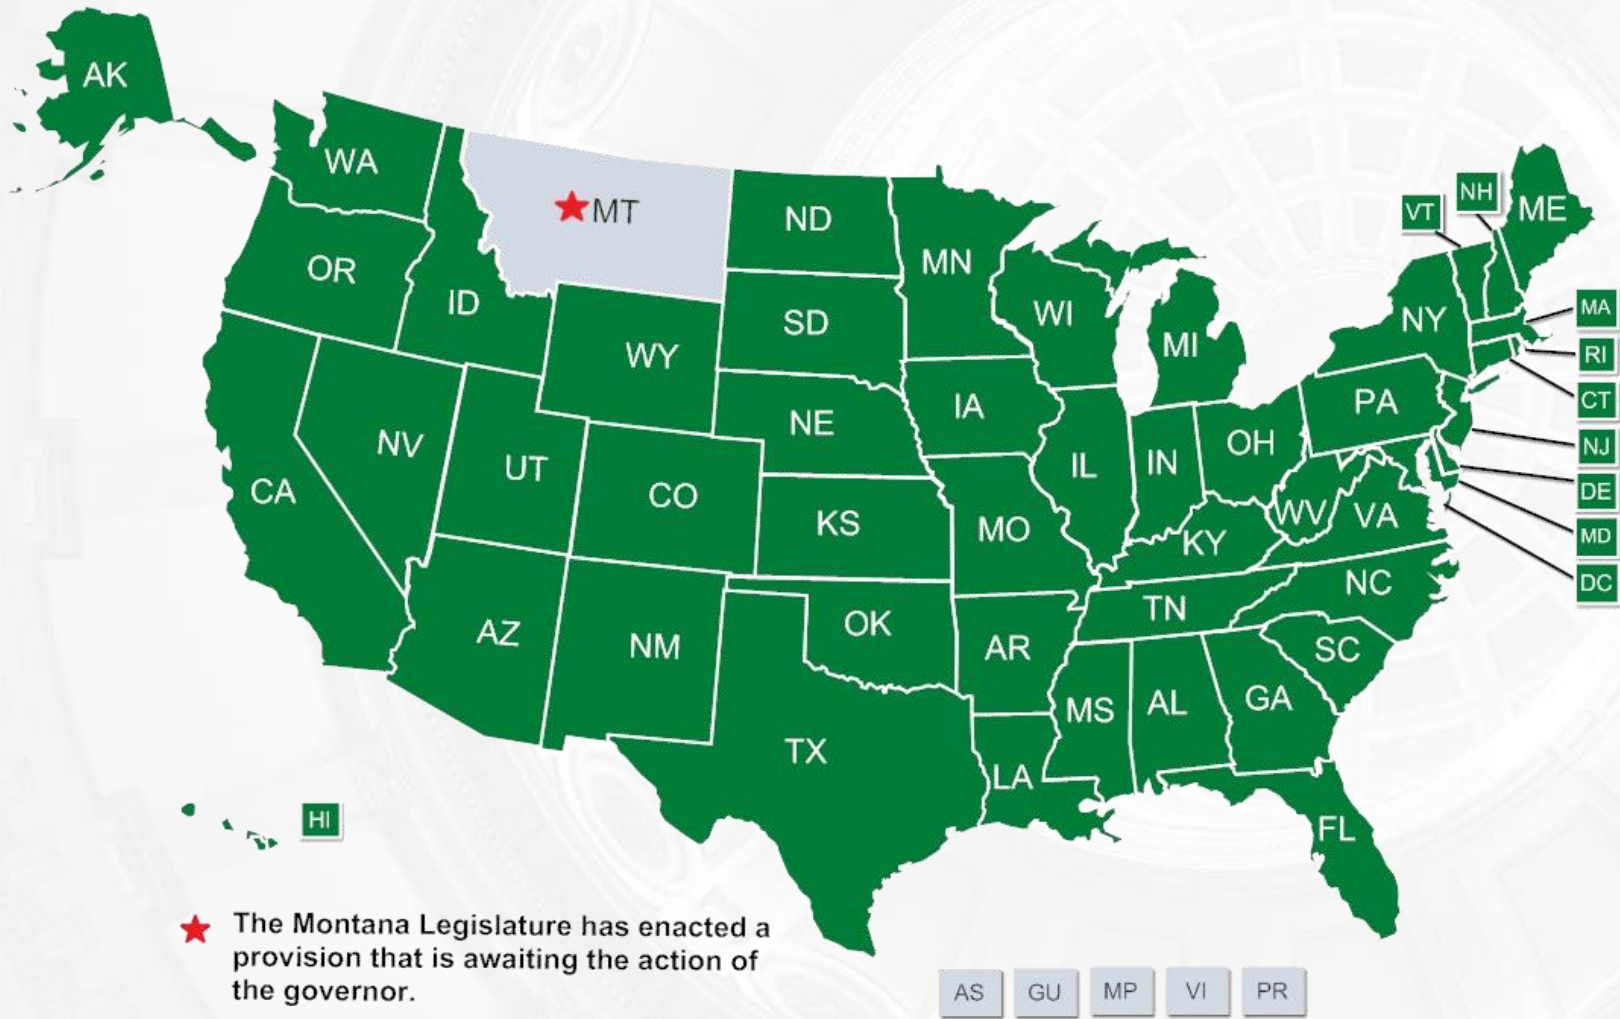 AK
WA
MT
ND
MN
OR
ID
SD
WI
MI
NY
VT
NH
ME
MA
RI
CT
NJ
DE
MD
DC
WY
NE
IA
PA
CA
NV
UT
CO
KS
MO
IL
IN
OH
WV
VA
KY
AZ
NM
OK
AR
TN
NC
SC
TX
LA
MS
AL
GA
FL
HI
The Montana Legislature has enacted a
provision that is awaiting the action of
the governor.
AS
GU
MP
VI
PR